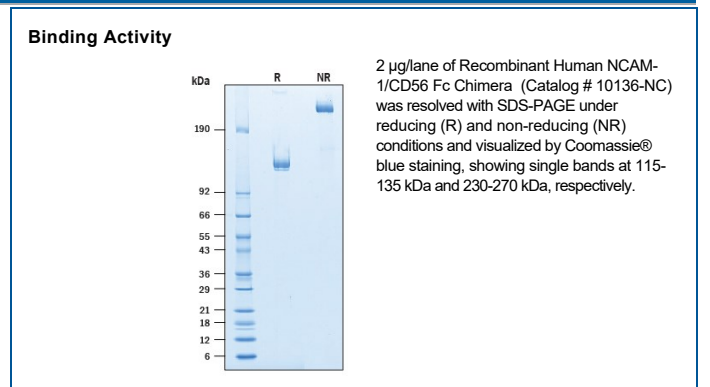 Binding Activity
kDa
R
NR
190
92
66
55
43
36
29
21
18
12
6
2 µg/lane of Recombinant Human NCAM-
1/CD56 Fc Chimera (Catalog # 10136-NC)
was resolved with SDS-PAGE under
reducing (R) and non-reducing (NR)
conditions and visualized by Coomassie®
blue staining, showing single bands at 115-
135 kDa and 230-270 kDa, respectively.